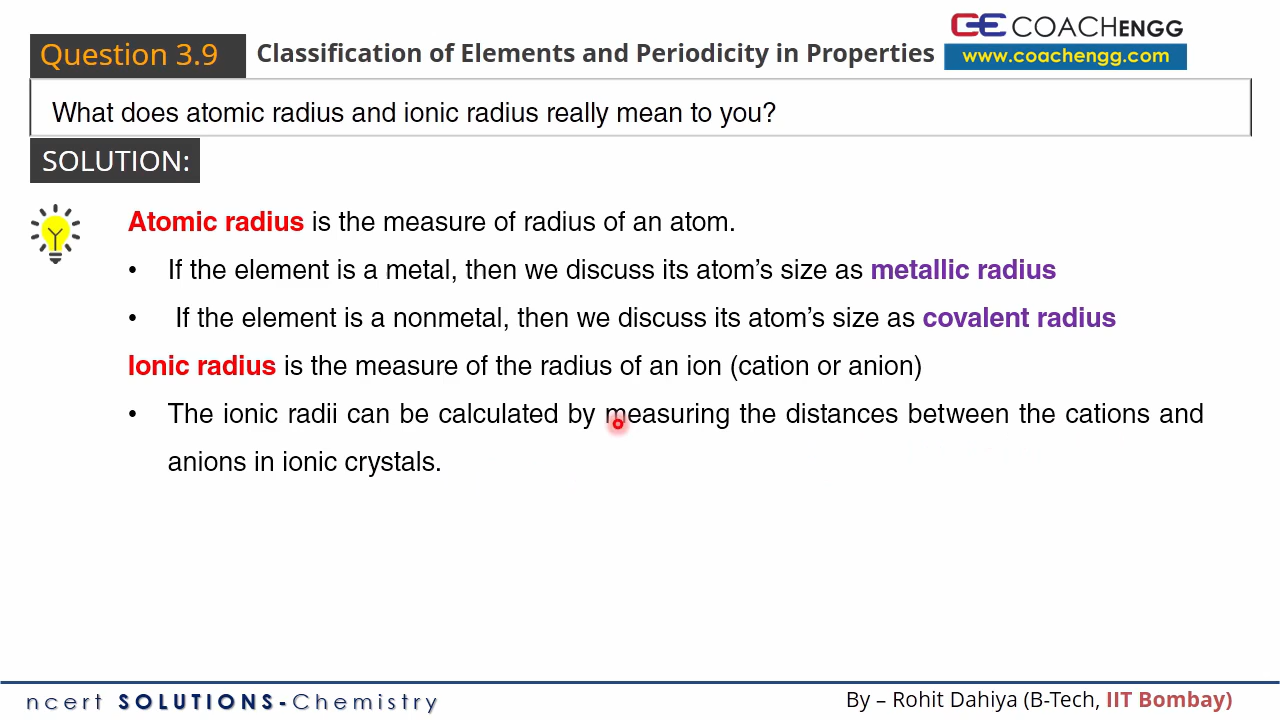 Question 3.9
Classification of Elements and Periodicity in Properties
CE COACHENGG
www.coachengg.com
What does atomic radius and ionic radius really mean to you?
SOLUTION:
Atomic radius is the measure of radius of an atom.
• If the element is a metal, then we discuss its atom’s size as metallic radius
• If the element is a nonmetal, then we discuss its atom’s size as covalent radius
Ionic radius is the measure of the radius of an ion (cation or anion)
• The ionic radii can be calculated by measuring the distances between the cations and
anions in ionic crystals.
ncert SOLUTIONS-Chemistry
By – Rohit Dahiya (B-Tech, IIT Bombay)